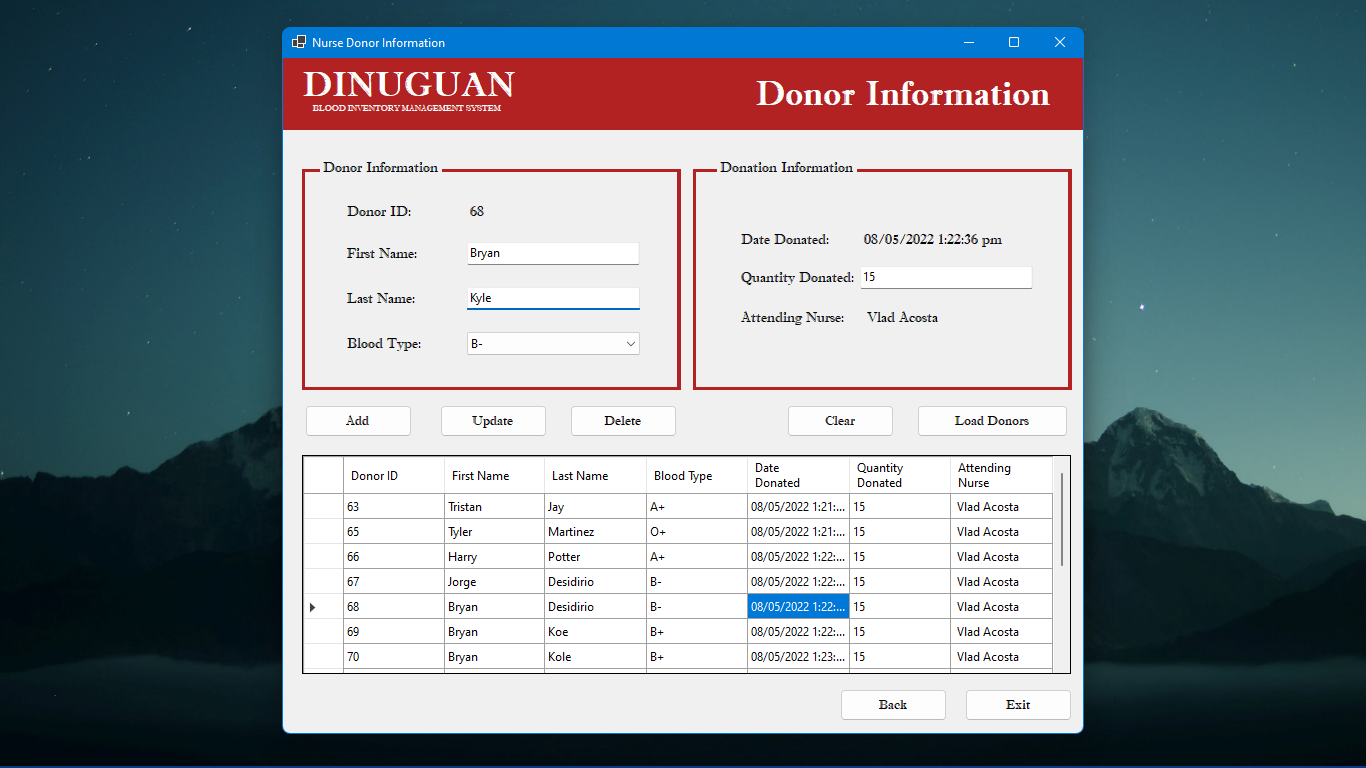 Nurse Donor Information
DINUGUAN
BLOOD INVENTORY MANAGEMENT SYSTEM
Donor Information
Donor Information
Donor ID: 68
First Name: Bryan
Last Name: Kyle
Blood Type: B-
Donation Information
Date Donated: 08/05/2022 1:22:36 pm
Quantity Donated: 15
Attending Nurse: Vlad Acosta
Add Update Delete Clear Load Donors
Donor ID First Name Last Name Blood Type Date Donated Quantity Donated Attending Nurse
63 Tristan Jay A+ 08/05/2022 1:21:... 15 Vlad Acosta
65 Tyler Martinez O+ 08/05/2022 1:21:... 15 Vlad Acosta
66 Harry Potter A+ 08/05/2022 1:22:... 15 Vlad Acosta
67 Jorge Desidirio B- 08/05/2022 1:22:... 15 Vlad Acosta
68 Bryan Desidirio B- 08/05/2022 1:22:... 15 Vlad Acosta
69 Bryan Koe B+ 08/05/2022 1:22:... 15 Vlad Acosta
70 Bryan Kole B+ 08/05/2022 1:23:... 15 Vlad Acosta
Back Exit